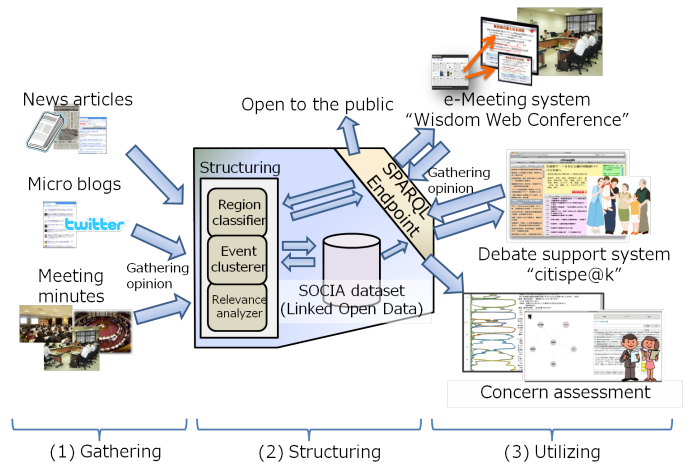 News articles
Micro blogs
twitter
Gathering
opinion
Meeting
minutes
Open to the public
Structuring
Region
classifier
Event
clusterer
Relevance
analyzer
SPARQL
Endpoint
SOCIA dataset
(Linked Open Data)
e-Meeting system
“Wisdom Web Conference”
Gathering
opinion
Debate support system
“citispe@k”
Concern assessment
(1) Gathering
(2) Structuring
(3) Utilizing